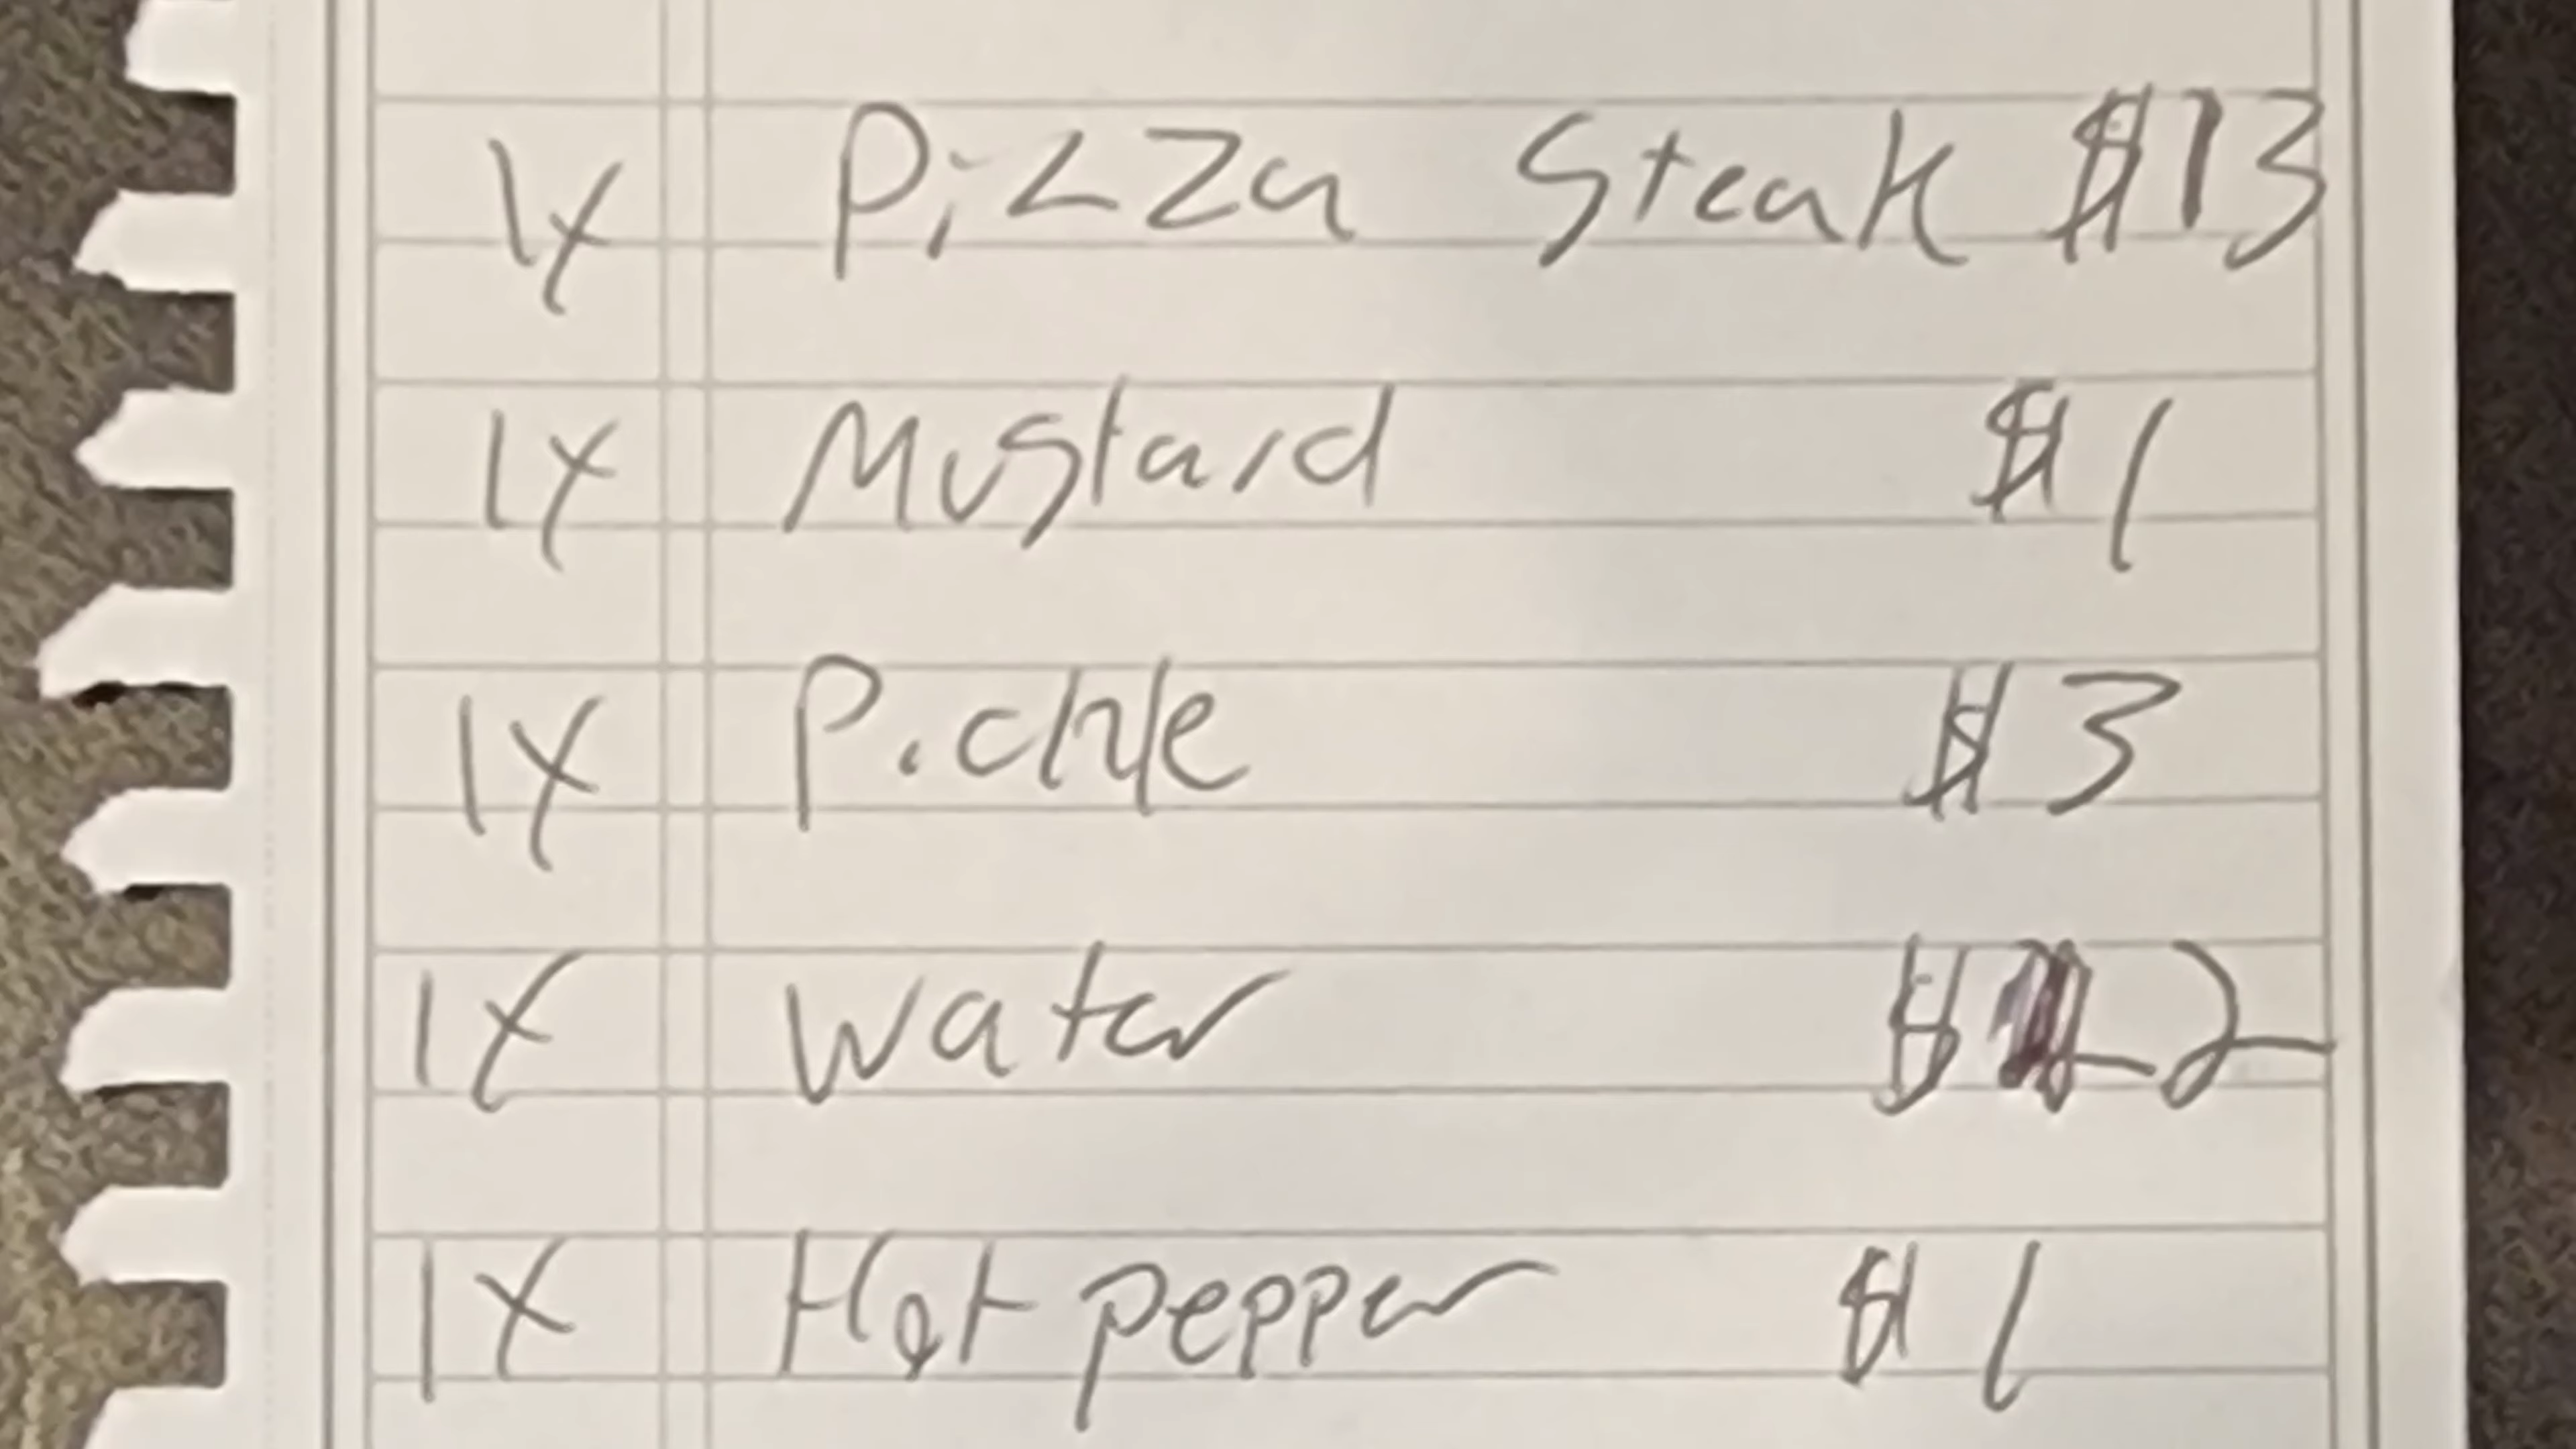 1x Pizza Steak $13
1x Mustard $1
1x Pickle $3
1x Water $2
1x Hot pepper $1